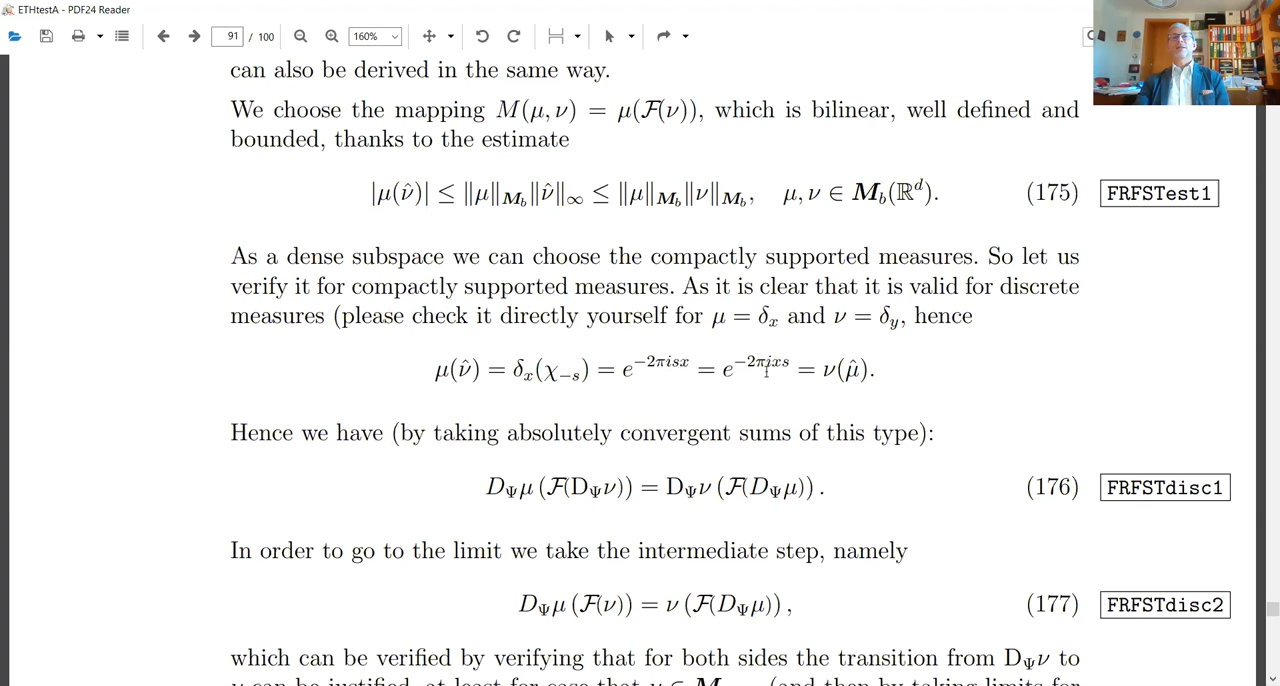 ETHtestA - PDF24 Reader
91 / 100 160%
can also be derived in the same way.
We choose the mapping M(μ, ν) = μ(ℱ(ν)), which is bilinear, well defined and
bounded, thanks to the estimate
|μ(ν̂)| ≤ ‖μ‖_{M_b}‖ν̂‖_∞ ≤ ‖μ‖_{M_b}‖ν‖_{M_b}, μ, ν ∈ M_b(ℝ^d). (175) FRFSTest1
As a dense subspace we can choose the compactly supported measures. So let us
verify it for compactly supported measures. As it is clear that it is valid for discrete
measures (please check it directly yourself for μ = δ_x and ν = δ_y, hence
μ(ν̂) = δ_x(χ_{−s}) = e^{−2πisx} = e^{−2πixs} = ν(μ̂).
Hence we have (by taking absolutely convergent sums of this type):
D_Ψμ (ℱ(D_Ψν)) = D_Ψν (ℱ(D_Ψμ)) . (176) FRFSTdisc1
In order to go to the limit we take the intermediate step, namely
D_Ψμ (ℱ(ν)) = ν (ℱ(D_Ψμ)) , (177) FRFSTdisc2
which can be verified by verifying that for both sides the transition from D_Ψν to